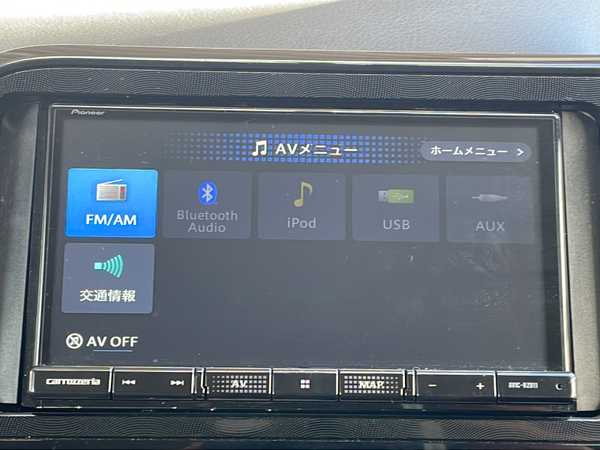 Pioneer
AVメニュー
ホームメニュー >
FM/AM
Bluetooth
Audio
iPod
USB
AUX
交通情報
AV OFF
carrozzeria
AV
MAP